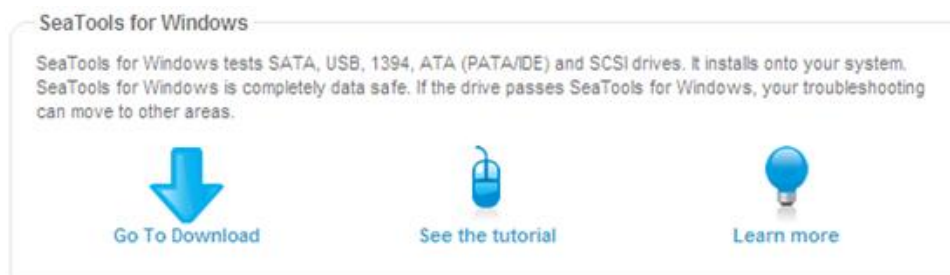 SeaTools for Windows
SeaTools for Windows tests SATA, USB, 1394, ATA (PATA/IDE) and SCSI drives. It installs onto your system.
SeaTools for Windows is completely data safe. If the drive passes SeaTools for Windows, your troubleshooting
can move to other areas.
Go To Download See the tutorial Learn more